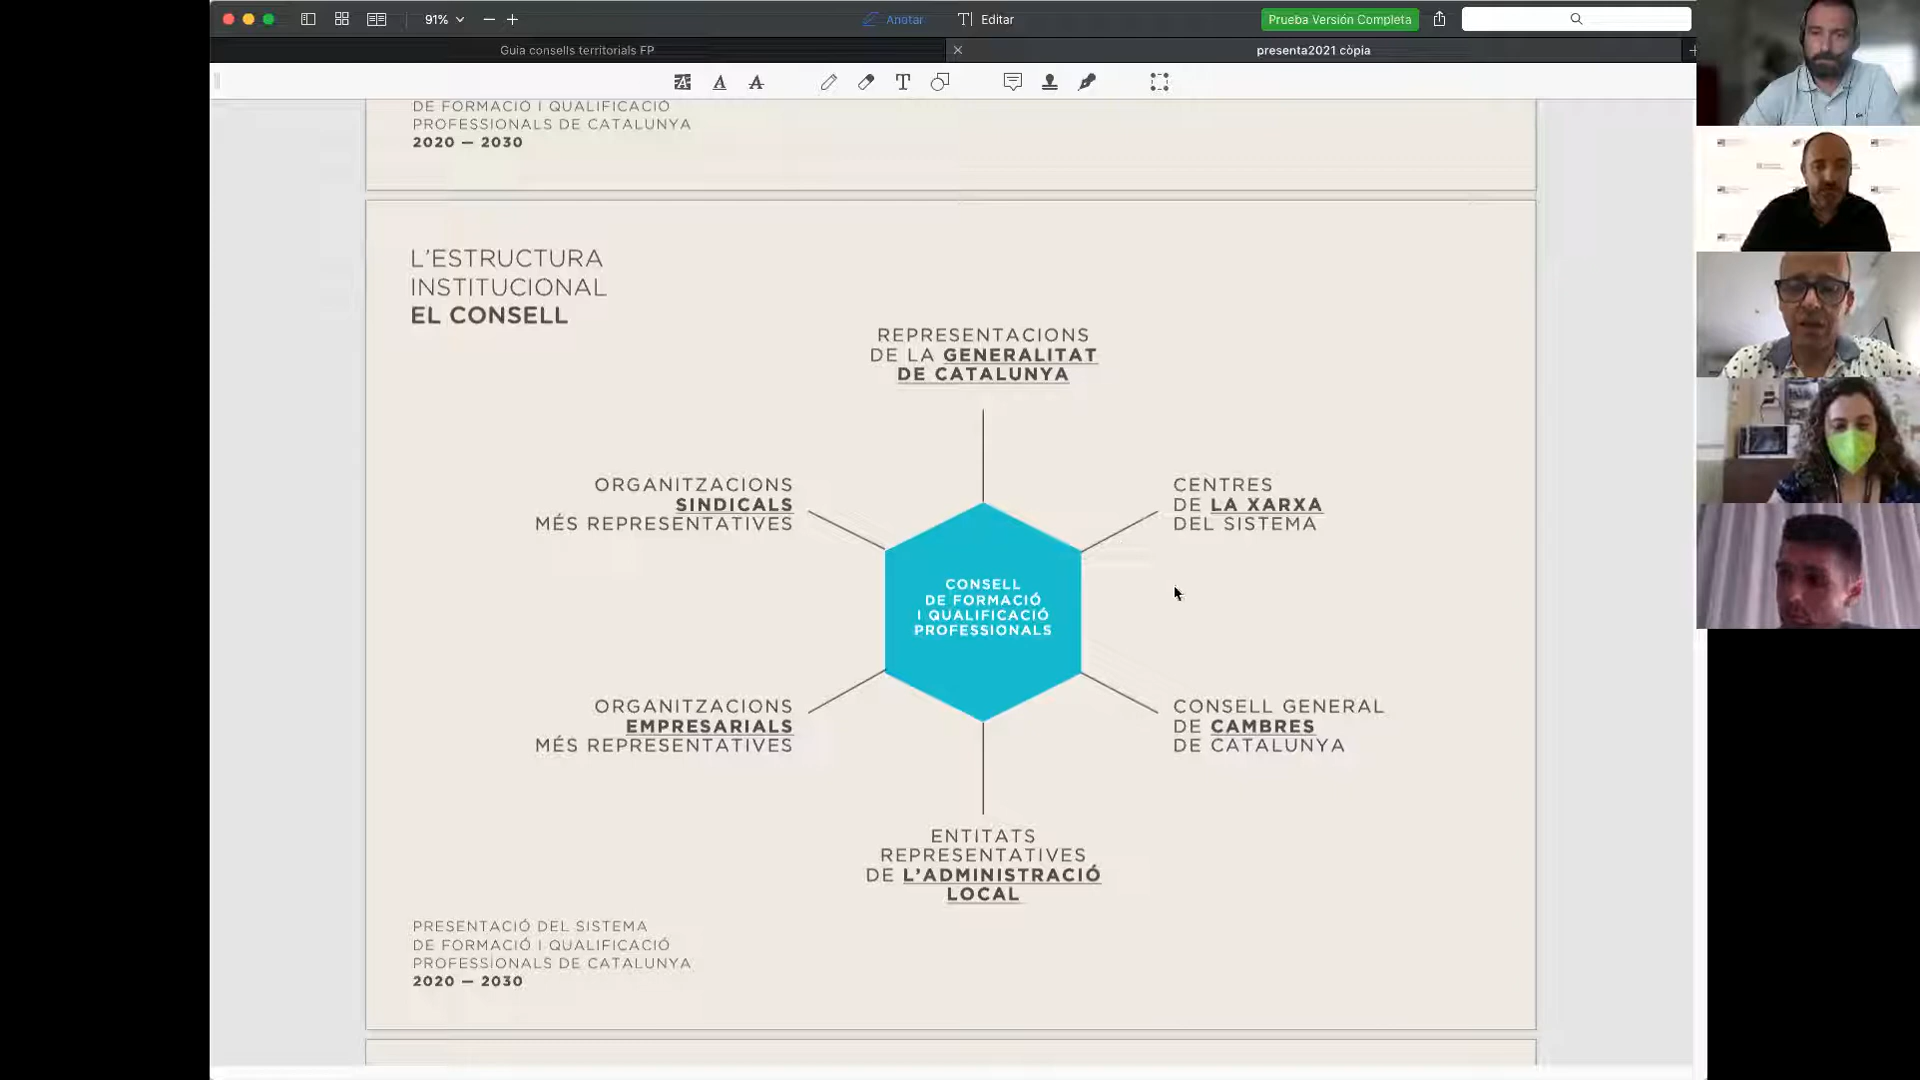 91%
Anotar
Editar
Prueba Versión Completa
Guia consells territorials FP
presenta2021 còpia
DE FORMACIÓ I QUALIFICACIÓ
PROFESSIONALS DE CATALUNYA
2020 — 2030
L'ESTRUCTURA
INSTITUCIONAL
EL CONSELL
REPRESENTACIONS
DE LA GENERALITAT
DE CATALUNYA
ORGANITZACIONS
SINDICALS
MÉS REPRESENTATIVES
CENTRES
DE LA XARXA
DEL SISTEMA
CONSELL
DE FORMACIÓ
I QUALIFICACIÓ
PROFESSIONALS
ORGANITZACIONS
EMPRESARIALS
MÉS REPRESENTATIVES
CONSELL GENERAL
DE CAMBRES
DE CATALUNYA
ENTITATS
REPRESENTATIVES
DE L'ADMINISTRACIÓ
LOCAL
PRESENTACIÓ DEL SISTEMA
DE FORMACIÓ I QUALIFICACIÓ
PROFESSIONALS DE CATALUNYA
2020 — 2030